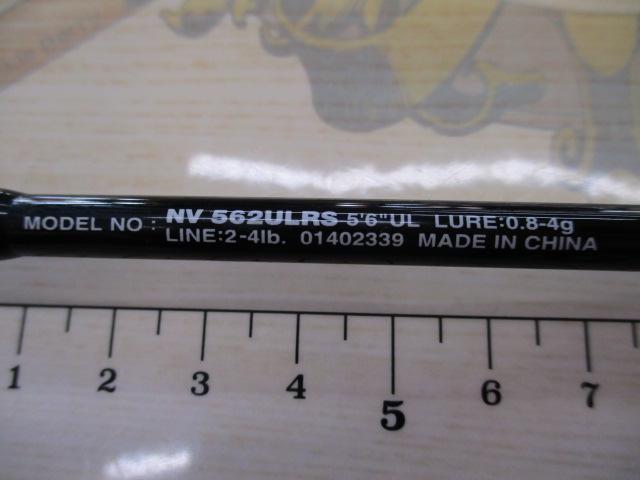 MODEL NO : NV 562ULRS 5'6"UL LURE:0.8-4g
LINE:2-4lb. 01402339 MADE IN CHINA
1 2 3 4 5 6 7